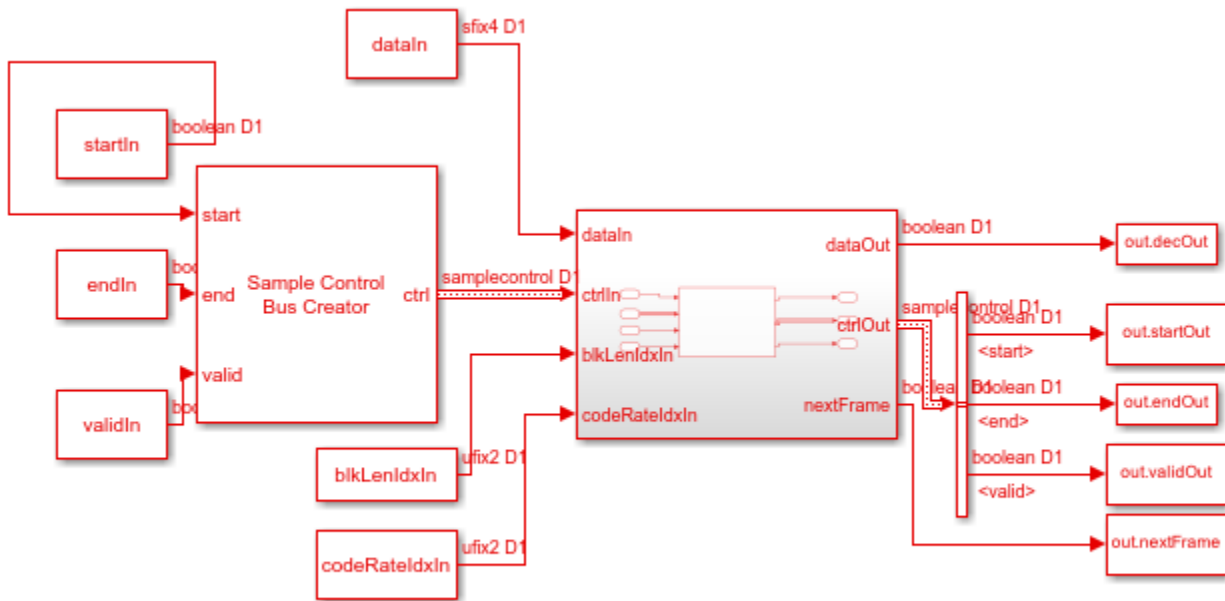 sfix4 D1
dataIn
boolean D1
startIn
start
endIn
end
Sample Control
Bus Creator
ctrl
samplecontrol D1
valid
validIn
dataIn
ctrlIn
blkLenIdxIn
codeRateIdxIn
dataOut
ctrlOut
nextFrame
boolean D1
out.decOut
boolean D1
<start>
out.startOut
boolean D1
<end>
out.endOut
boolean D1
<valid>
out.validOut
out.nextFrame
ufix2 D1
blkLenIdxIn
ufix2 D1
codeRateIdxIn